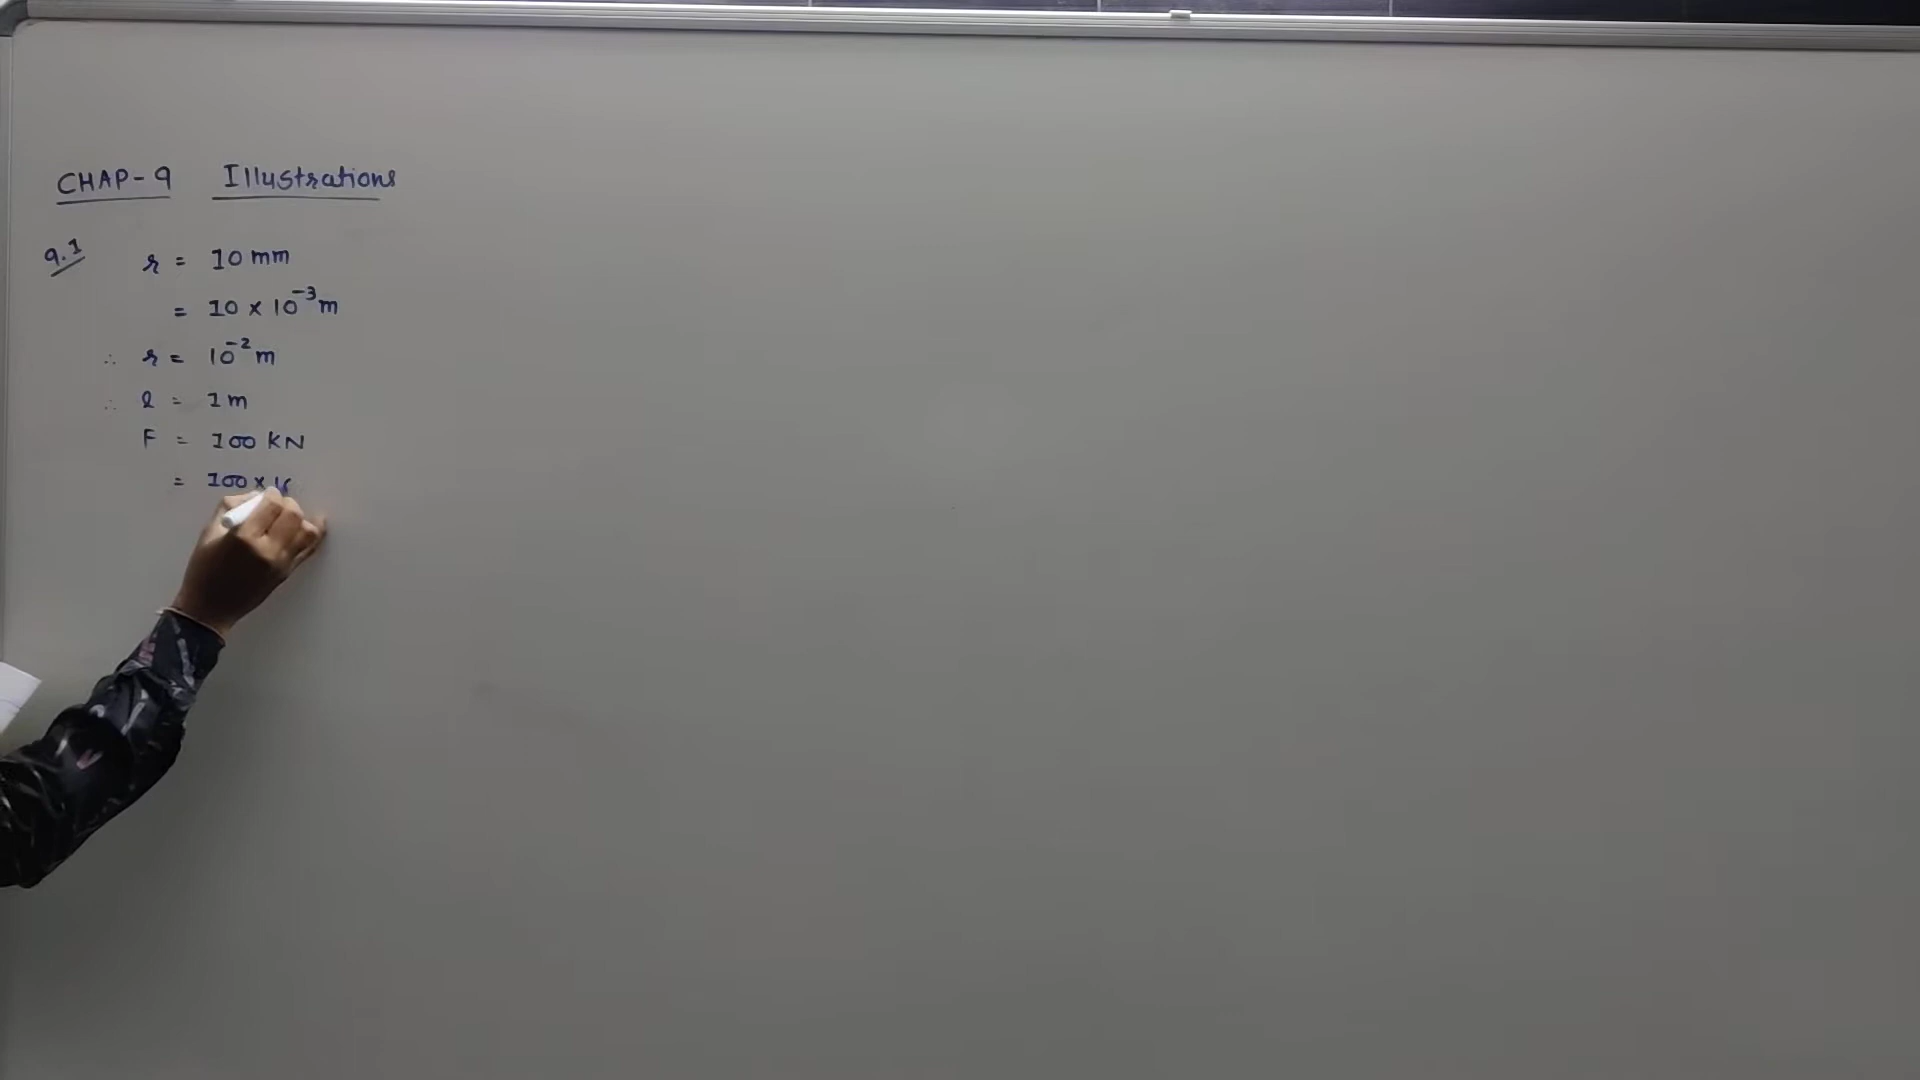 CHAP-9 Illustrations
9.1 r = 10 mm
= 10 × 10⁻³ m
∴ r = 10⁻² m
∴ l = 1 m
F = 100 KN
= 100 ×